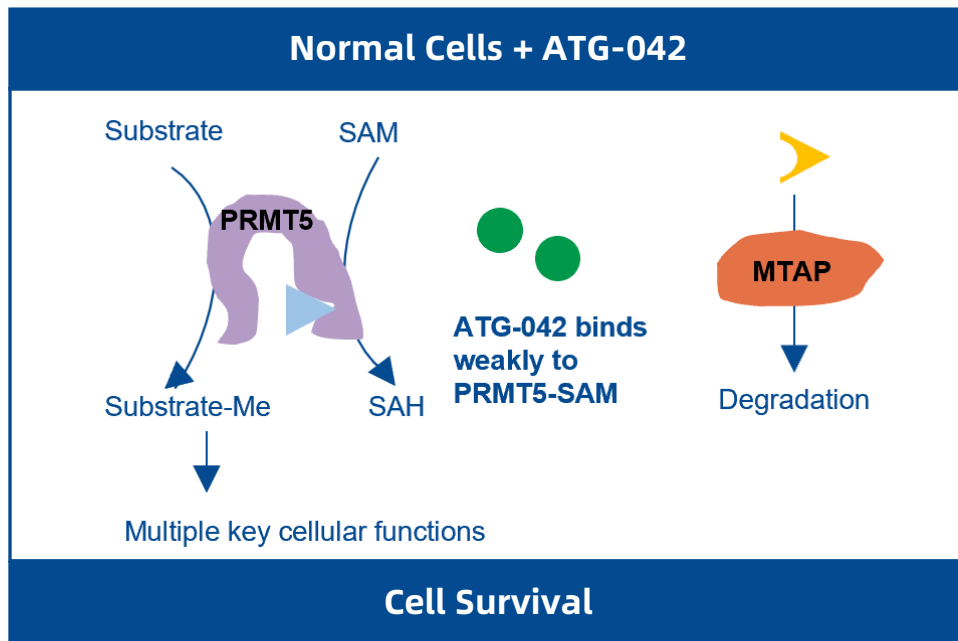 Normal Cells + ATG-042
Substrate
SAM
PRMT5
MTAP
ATG-042 binds
weakly to
PRMT5-SAM
Substrate-Me
SAH
Degradation
Multiple key cellular functions
Cell Survival